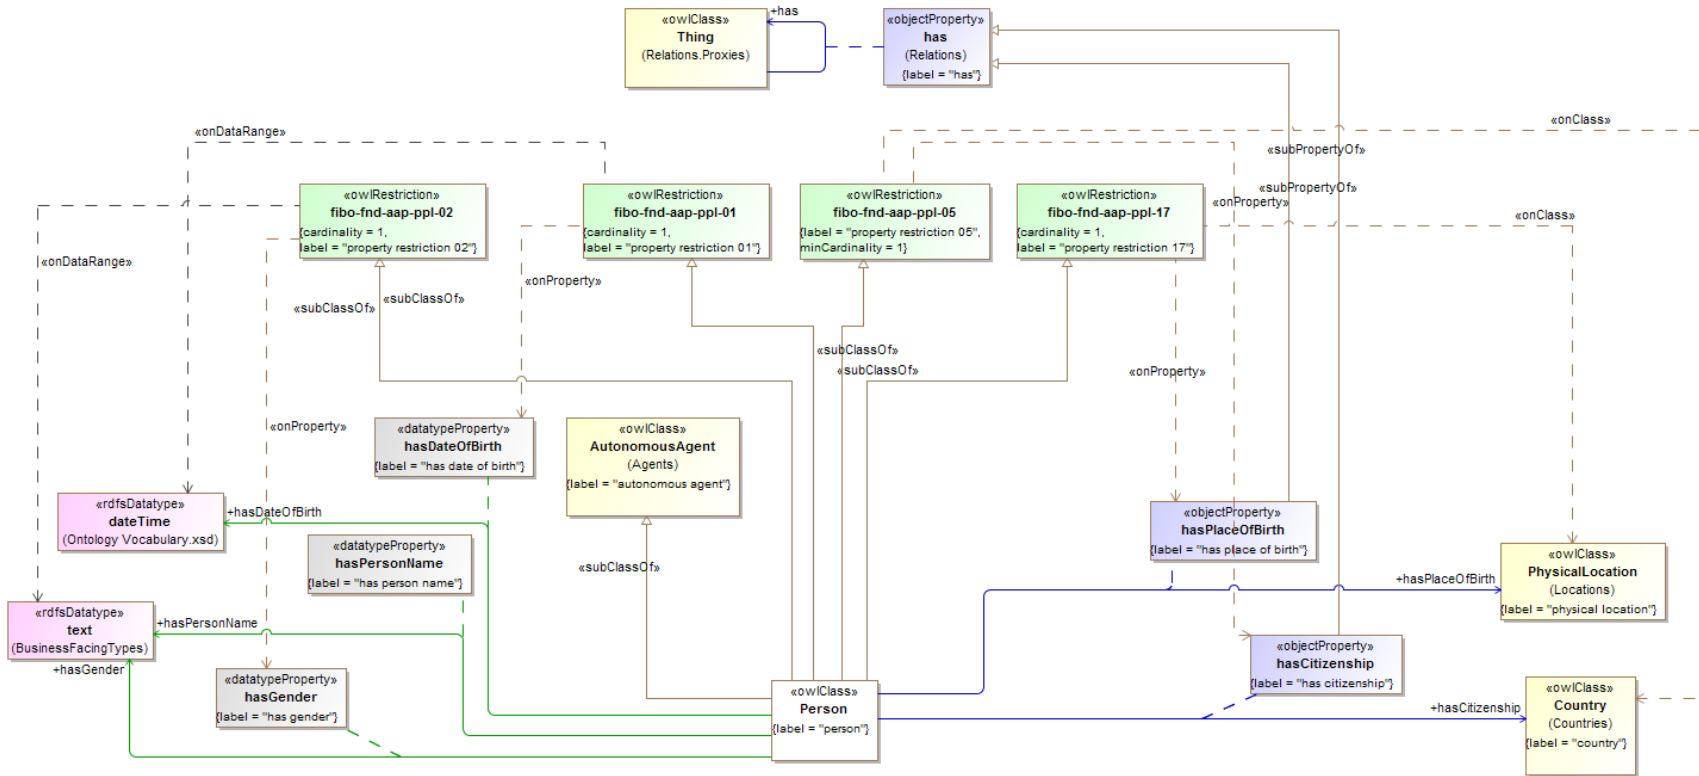 «owlClass»
Thing
(Relations.Proxies)
+has
«objectProperty»
has
(Relations)
{label = "has"}
«onDataRange»
«onClass»
«subPropertyOf»
«subPropertyOf»
«owlRestriction»
fibo-fnd-aap-ppl-02
{cardinality = 1,
label = "property restriction 02"}
«owlRestriction»
fibo-fnd-aap-ppl-01
{cardinality = 1,
label = "property restriction 01"}
«owlRestriction»
fibo-fnd-aap-ppl-05
{label = "property restriction 05",
minCardinality = 1}
«owlRestriction»
fibo-fnd-aap-ppl-17
{cardinality = 1,
label = "property restriction 17"}
«onProperty»
«onClass»
«onDataRange»
«onProperty»
«subClassOf»
«subClassOf»
«subClassOf»
«subClassOf»
«onProperty»
«onProperty»
«datatypeProperty»
hasDateOfBirth
{label = "has date of birth"}
«owlClass»
AutonomousAgent
(Agents)
{label = "autonomous agent"}
«rdfsDatatype»
dateTime
(Ontology Vocabulary.xsd)
+hasDateOfBirth
«objectProperty»
hasPlaceOfBirth
{label = "has place of birth"}
«datatypeProperty»
hasPersonName
{label = "has person name"}
«subClassOf»
+hasPlaceOfBirth
«owlClass»
PhysicalLocation
(Locations)
{label = "physical location"}
«rdfsDatatype»
text
(BusinessFacingTypes)
+hasPersonName
+hasGender
«datatypeProperty»
hasGender
{label = "has gender"}
«owlClass»
Person
{label = "person"}
«objectProperty»
hasCitizenship
{label = "has citizenship"}
+hasCitizenship
«owlClass»
Country
(Countries)
{label = "country"}